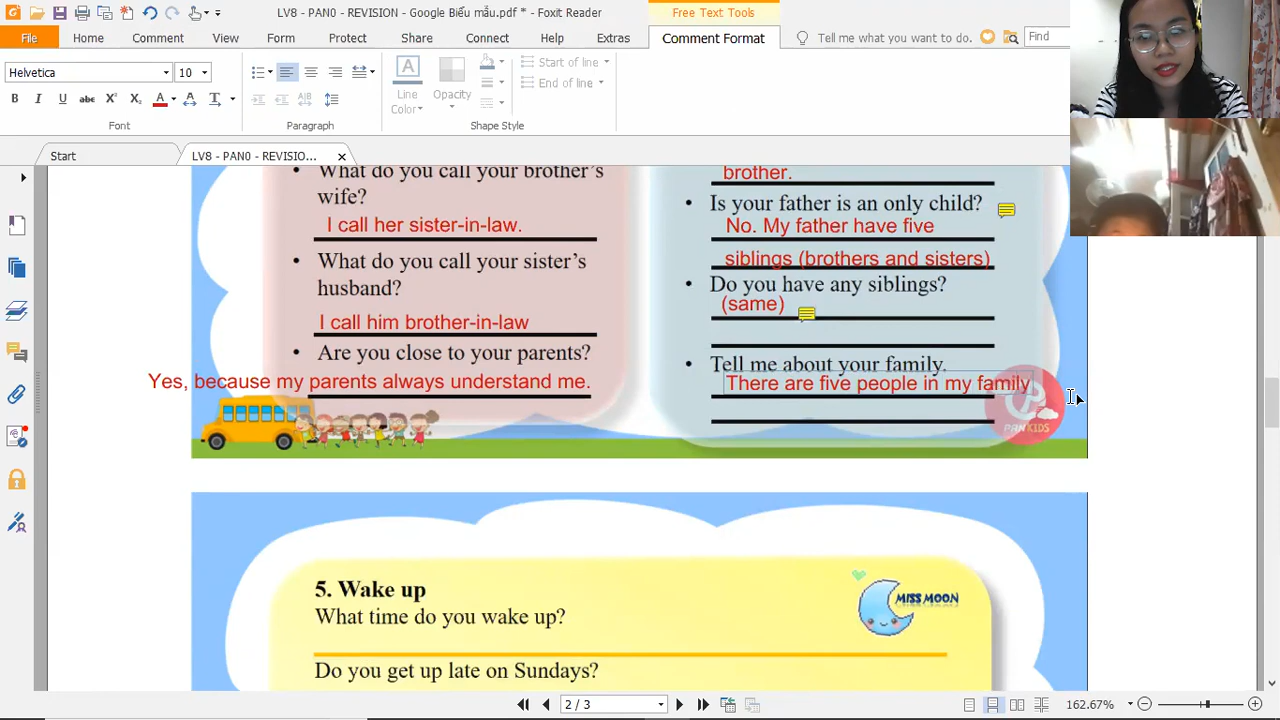 LV8 - PAN0 - REVISION - Google Biểu mẫu.pdf * - Foxit Reader
Free Text Tools
File
Home
Comment
View
Form
Protect
Share
Connect
Help
Extras
Comment Format
Tell me what you want to do.
Find
Helvetica
10
Line
Color
Opacity
Start of line
End of line
Font
Paragraph
Shape Style
Start
LV8 - PAN0 - REVISIO...
• What do you call your brother's
wife?
I call her sister-in-law.
• What do you call your sister's
husband?
I call him brother-in-law
• Are you close to your parents?
Yes, because my parents always understand me.
brother.
• Is your father is an only child?
No. My father have five
siblings (brothers and sisters)
• Do you have any siblings?
(same)
• Tell me about your family.
There are five people in my family
PANKIDS
5. Wake up
MISS MOON
What time do you wake up?
Do you get up late on Sundays?
2 / 3
162.67%